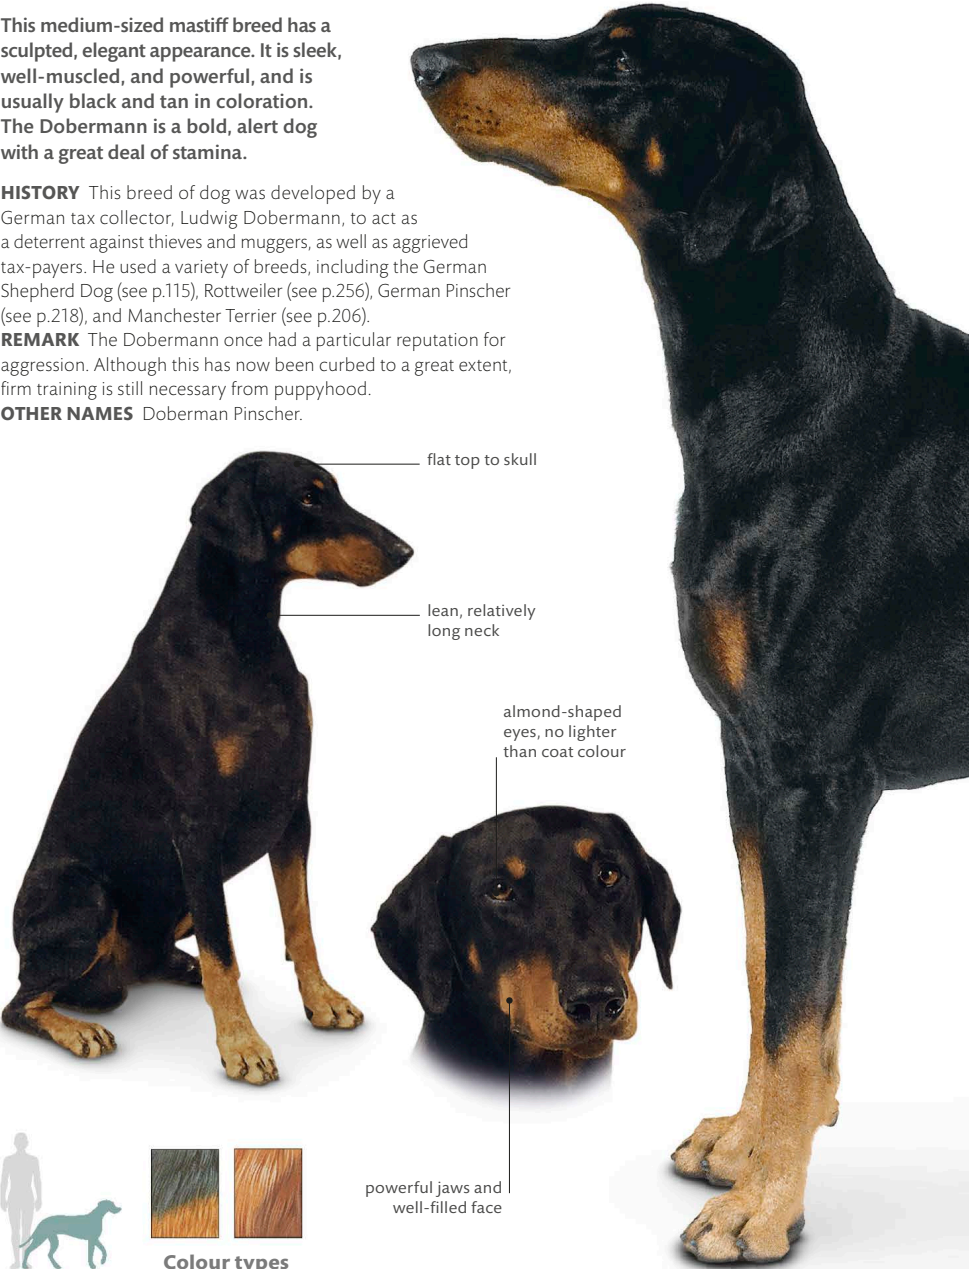 This medium-sized mastiff breed has a
sculpted, elegant appearance. It is sleek,
well-muscled, and powerful, and is
usually black and tan in coloration.
The Dobermann is a bold, alert dog
with a great deal of stamina.
HISTORY This breed of dog was developed by a
German tax collector, Ludwig Dobermann, to act as
a deterrent against thieves and muggers, as well as aggrieved
tax-payers. He used a variety of breeds, including the German
Shepherd Dog (see p.115), Rottweiler (see p.256), German Pinscher
(see p.218), and Manchester Terrier (see p.206).
REMARK The Dobermann once had a particular reputation for
aggression. Although this has now been curbed to a great extent,
firm training is still necessary from puppyhood.
OTHER NAMES Doberman Pinscher.
flat top to skull
lean, relatively
long neck
almond-shaped
eyes, no lighter
than coat colour
powerful jaws and
well-filled face
Colour types